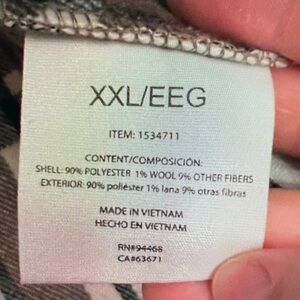 XXL/EEG
ITEM: 1534711
CONTENT/COMPOSICIÓN:
SHELL: 90% POLYESTER 1% WOOL 9% OTHER FIBERS
EXTERIOR: 90% poliéster 1% lana 9% otras fibras
MADE IN VIETNAM
HECHO EN VIETNAM
RN#94468
CA#63671